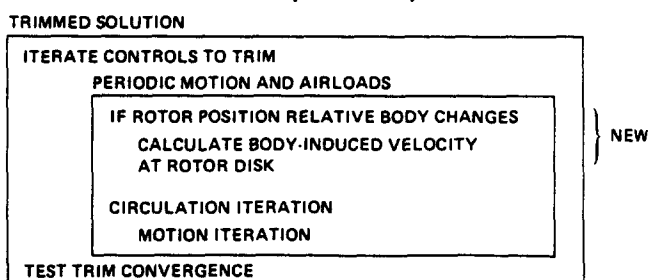 TRIMMED SOLUTION
ITERATE CONTROLS TO TRIM
PERIODIC MOTION AND AIRLOADS
IF ROTOR POSITION RELATIVE BODY CHANGES
CALCULATE BODY-INDUCED VELOCITY
AT ROTOR DISK
NEW
CIRCULATION ITERATION
MOTION ITERATION
TEST TRIM CONVERGENCE